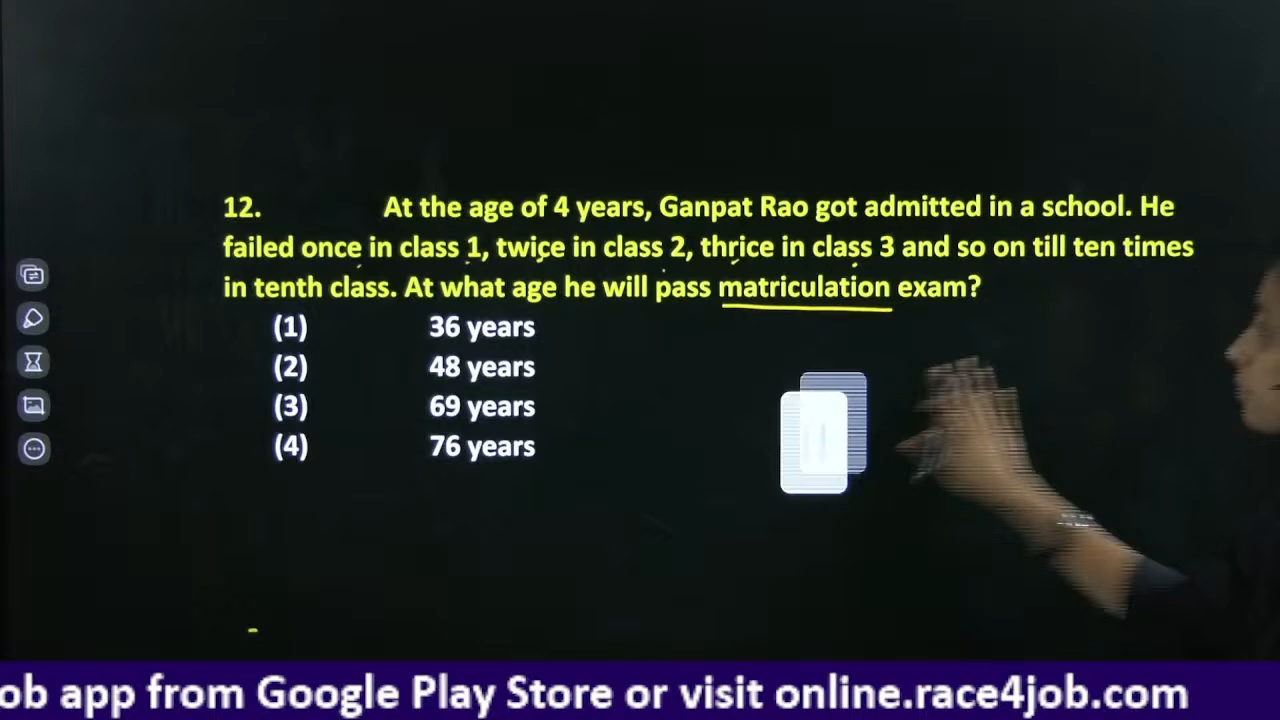 12. At the age of 4 years, Ganpat Rao got admitted in a school. He
failed once in class 1, twice in class 2, thrice in class 3 and so on till ten times
in tenth class. At what age he will pass matriculation exam?
(1) 36 years
(2) 48 years
(3) 69 years
(4) 76 years
ob app from Google Play Store or visit online.race4job.com